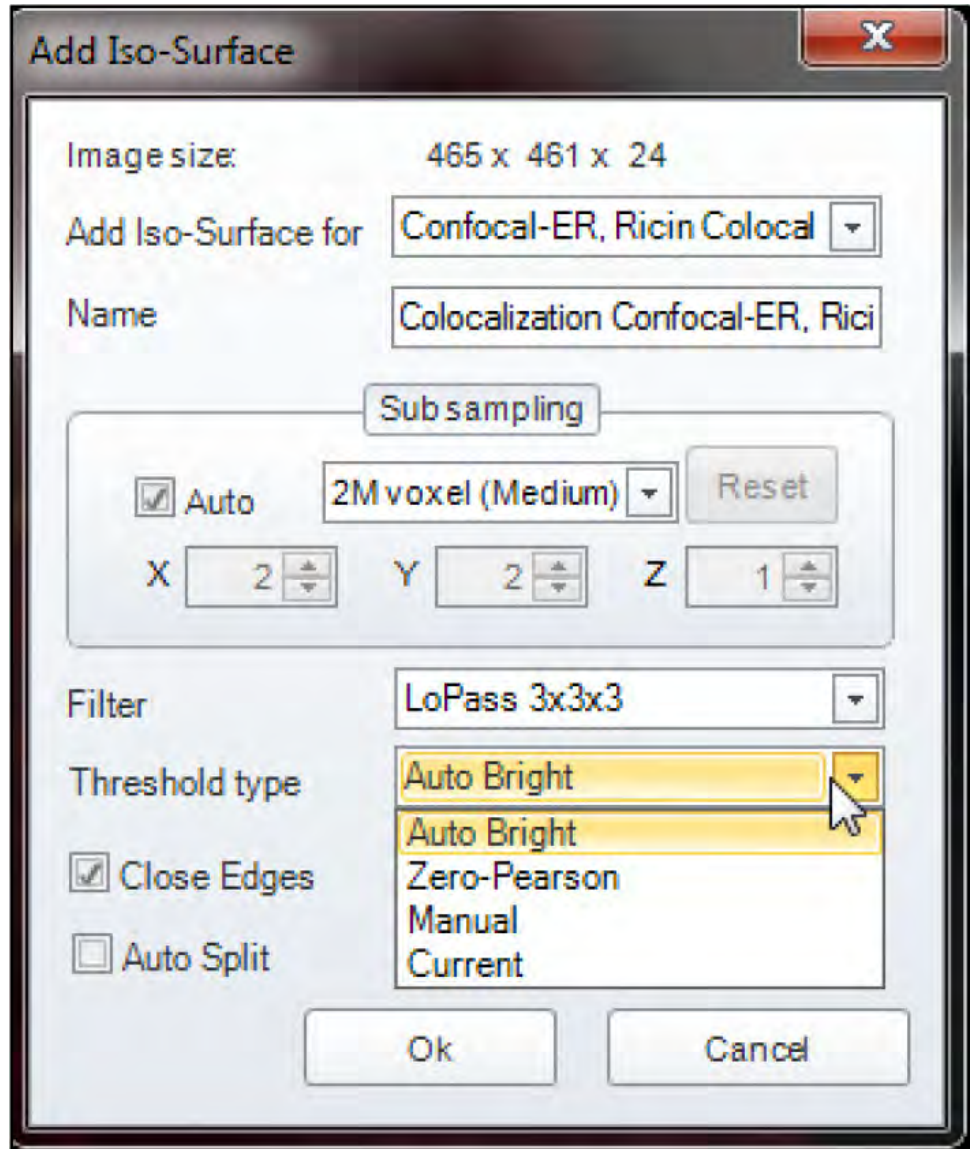 Add Iso-Surface
Image size: 465 x 461 x 24
Add Iso-Surface for Confocal-ER, Ricin Colocal
Name Colocalization Confocal-ER, Rici
Sub sampling
Auto 2M voxel (Medium) Reset
X 2 Y 2 Z 1
Filter LoPass 3x3x3
Threshold type Auto Bright
Auto Bright
Close Edges Zero-Pearson
Manual
Auto Split Current
Ok Cancel